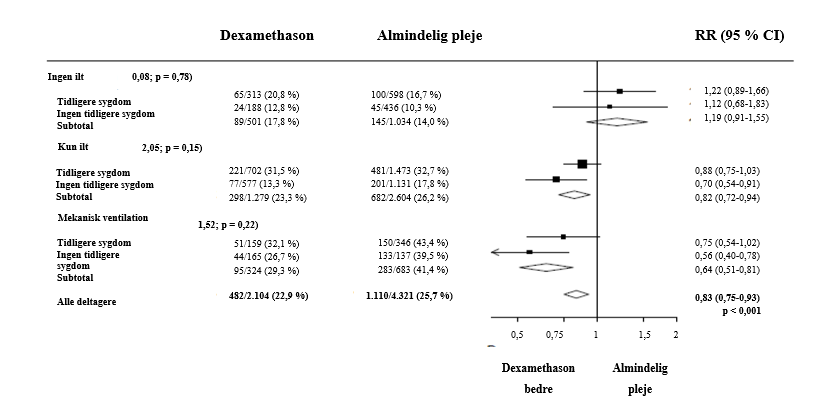 Dexamethason Almindelig pleje RR (95 % CI)
Ingen ilt 0,08; p = 0,78)
65/313 (20,8 %) 100/598 (16,7 %) 1,22 (0,89-1,66)
Tidligere sygdom 24/188 (12,8 %) 45/436 (10,3 %) 1,12 (0,68-1,83)
Ingen tidligere sygdom
Subtotal 89/501 (17,8 %) 145/1.034 (14,0 %) 1,19 (0,91-1,55)
Kun ilt 2,05; p = 0,15)
Tidligere sygdom 221/702 (31,5 %) 481/1.473 (32,7 %) 0,88 (0,75-1,03)
Ingen tidligere sygdom 77/577 (13,3 %) 201/1.131 (17,8 %) 0,70 (0,54-0,91)
Subtotal 298/1.279 (23,3 %) 682/2.604 (26,2 %) 0,82 (0,72-0,94)
Mekanisk ventilation
1,52; p = 0,22)
Tidligere sygdom 51/159 (32,1 %) 150/346 (43,4 %) 0,75 (0,54-1,02)
Ingen tidligere 44/165 (26,7 %) 133/137 (39,5 %) 0,56 (0,40-0,78)
sygdom 95/324 (29,3 %) 283/683 (41,4 %) 0,64 (0,51-0,81)
Subtotal
Alle deltagere 482/2.104 (22,9 %) 1.110/4.321 (25,7 %) 0,83 (0,75-0,93)
p < 0,001
0,5 0,75 1 1,5 2
Dexamethason Almindelig
bedre pleje